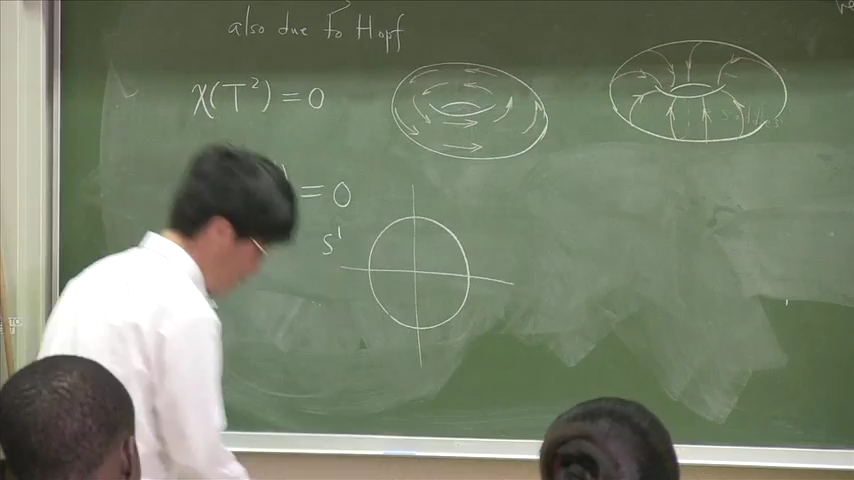 also due to Hopf
χ(T²) = 0
= 0
S¹